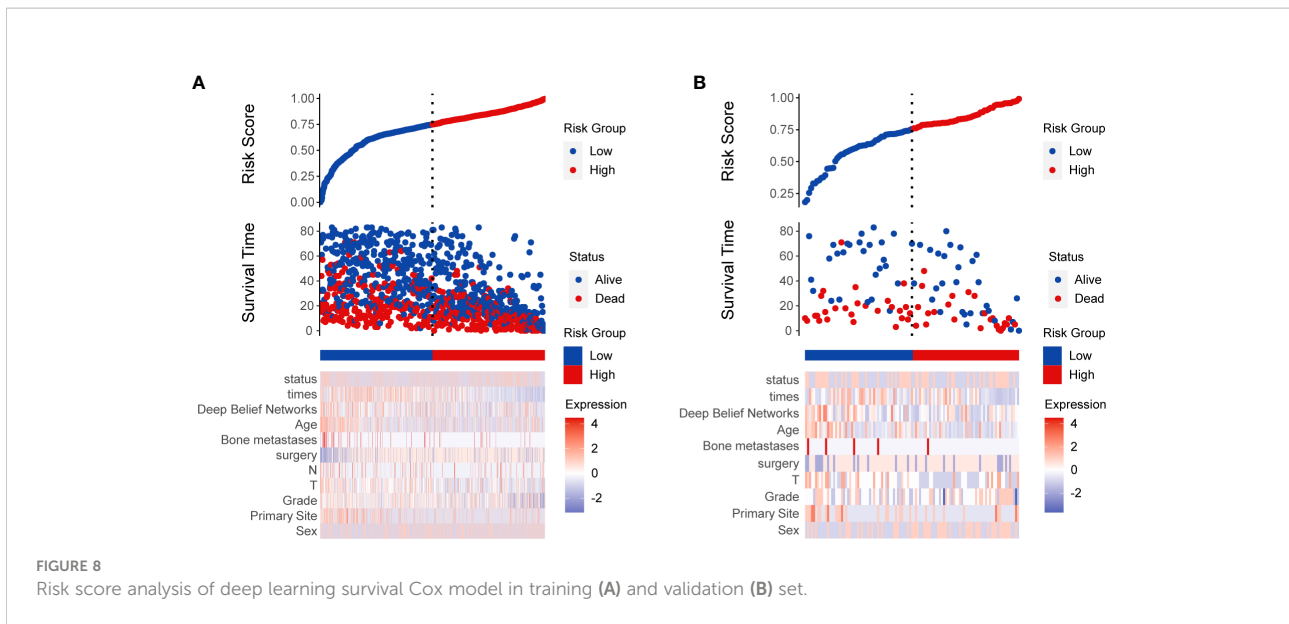 A
Risk Score
1.00
0.75
0.50
0.25
0.00
Risk Group
Low
High
Survival Time
80
60
40
20
0
Status
Alive
Dead
Risk Group
Low
High
status
times
Deep Belief Networks
Age
Bone metastases
surgery
N
T
Grade
Primary Site
Sex
Expression
4
2
0
-2
B
Risk Score
1.00
0.75
0.50
0.25
Risk Group
Low
High
Survival Time
80
60
40
20
0
Status
Alive
Dead
Risk Group
Low
High
status
times
Deep Belief Networks
Age
Bone metastases
surgery
T
Grade
Primary Site
Sex
Expression
4
2
0
-2
FIGURE 8
Risk score analysis of deep learning survival Cox model in training (A) and validation (B) set.